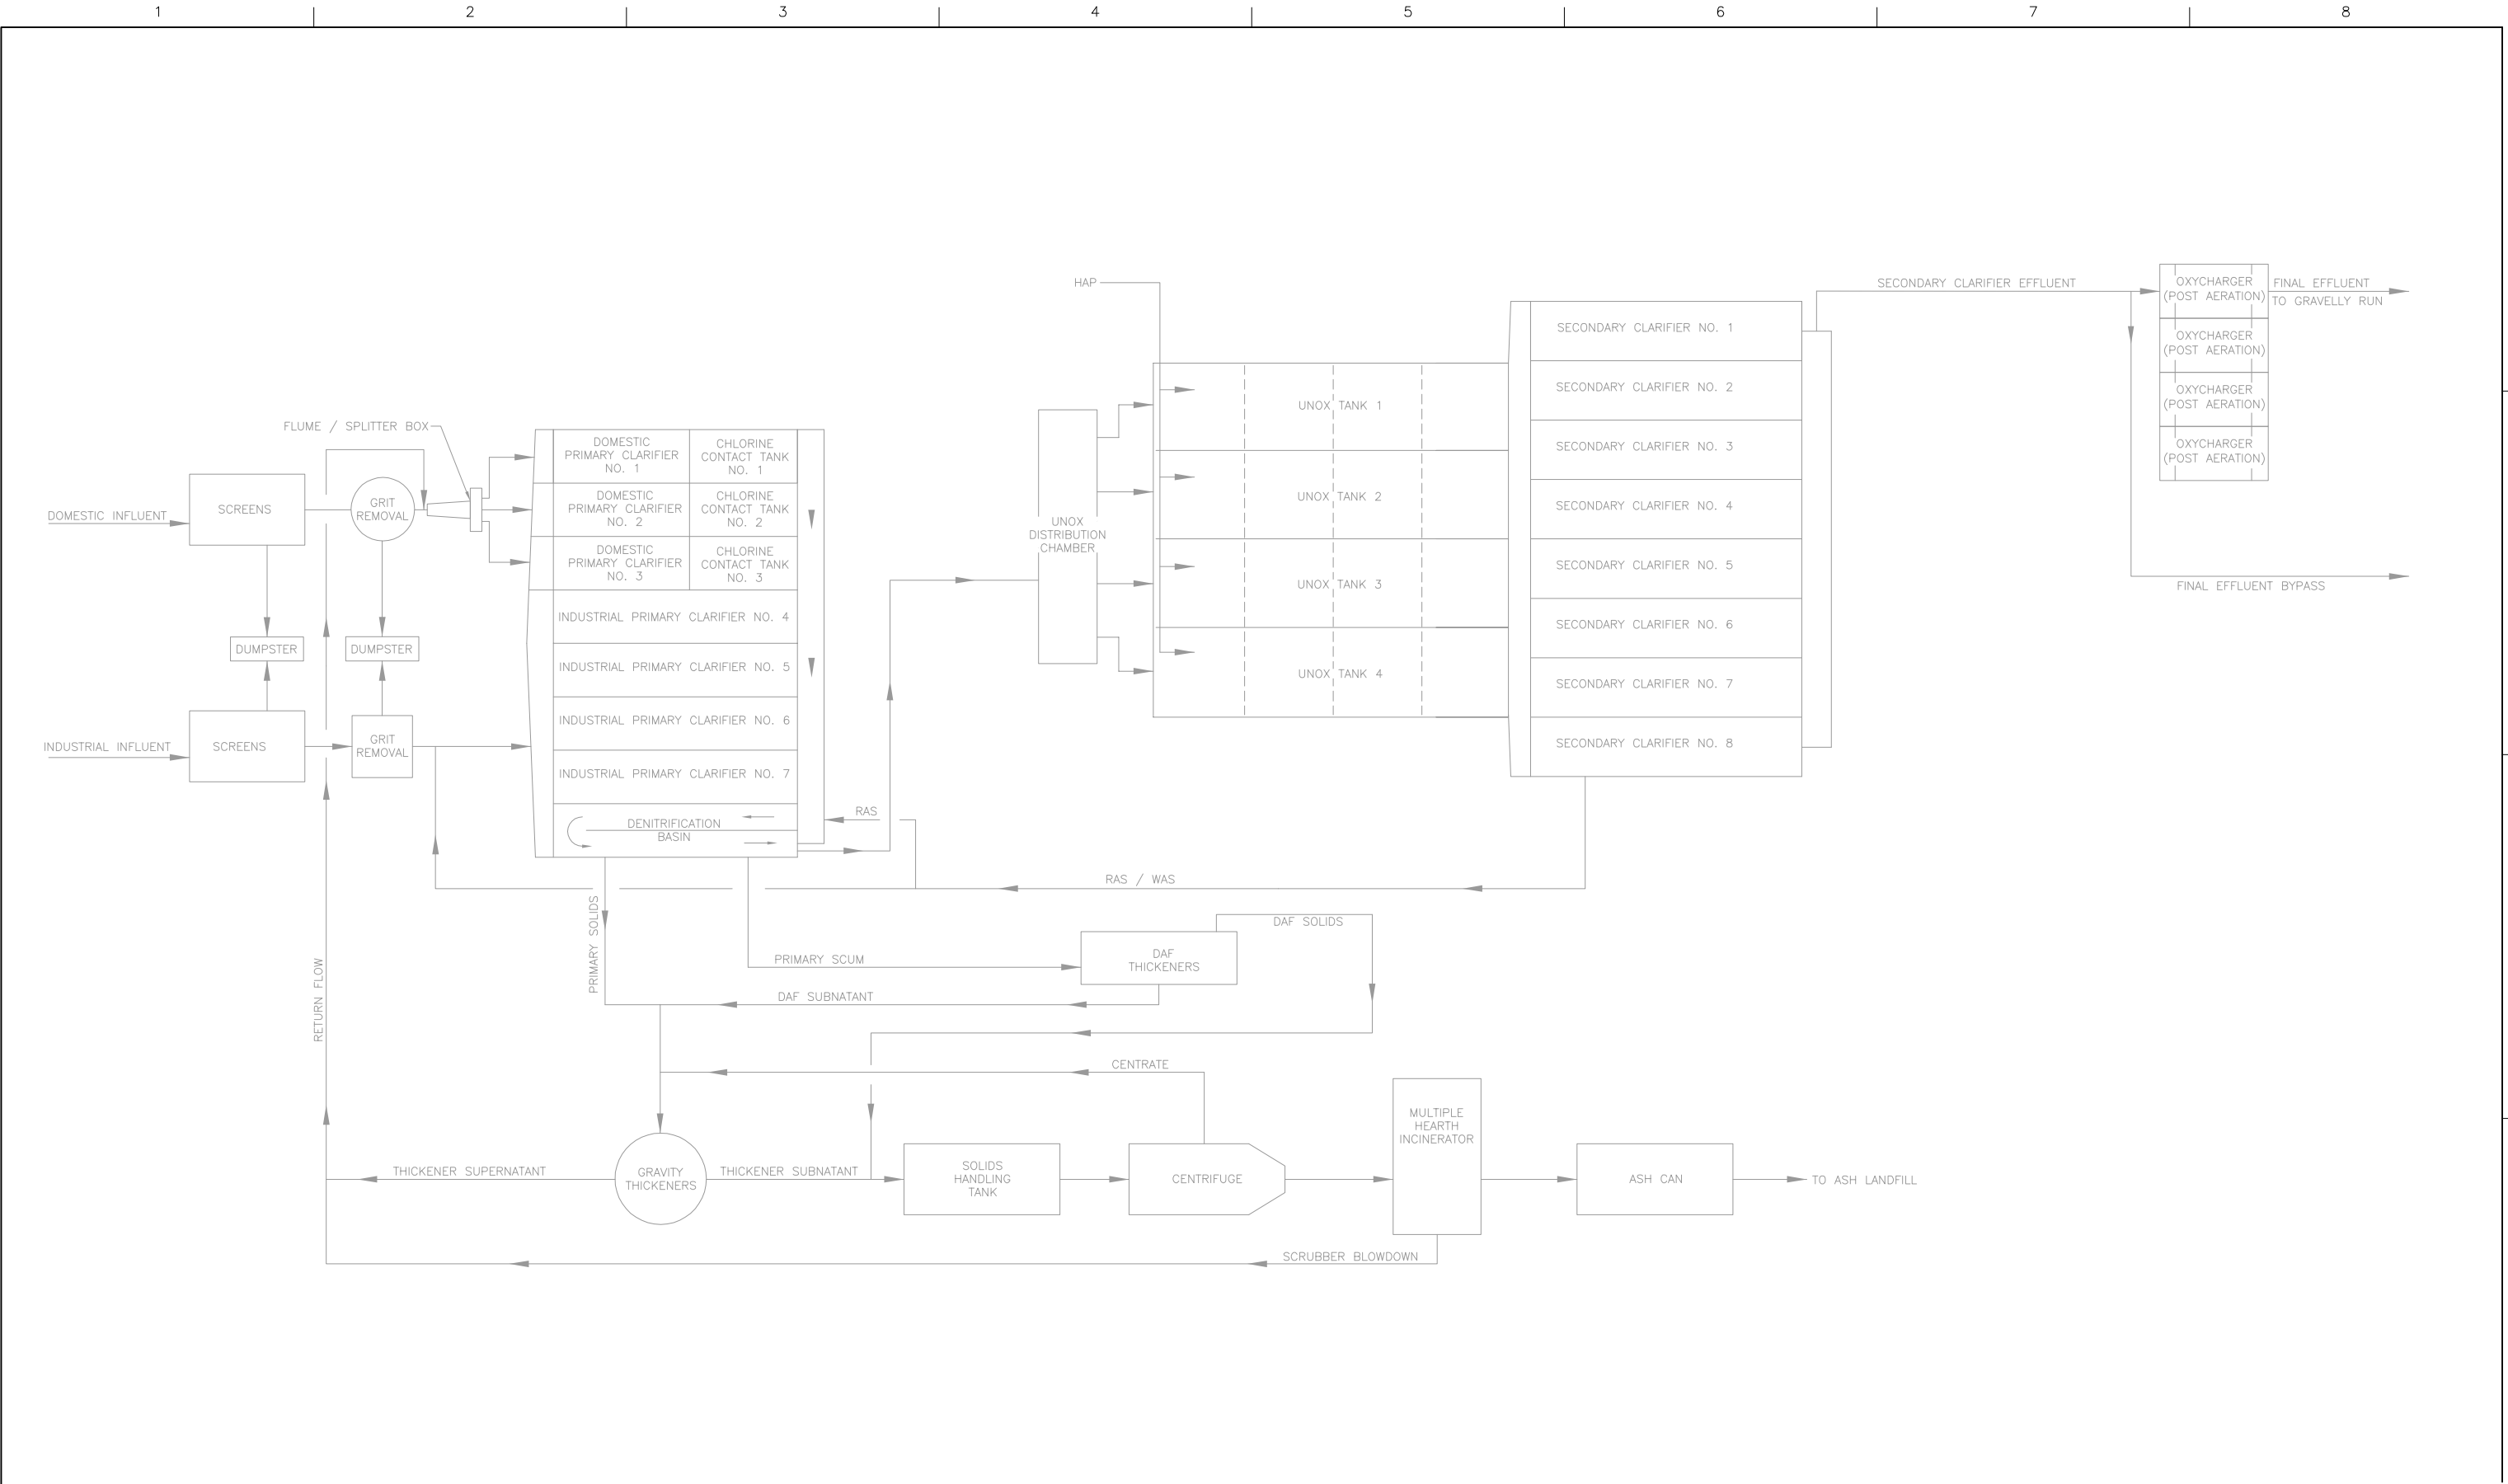 1
2
3
4
5
6
7
8
HAP
SECONDARY CLARIFIER EFFLUENT
OXYCHARGER
(POST AERATION)
FINAL EFFLUENT
TO GRAVELLY RUN
OXYCHARGER
(POST AERATION)
OXYCHARGER
(POST AERATION)
OXYCHARGER
(POST AERATION)
FINAL EFFLUENT BYPASS
SECONDARY CLARIFIER NO. 1
SECONDARY CLARIFIER NO. 2
SECONDARY CLARIFIER NO. 3
SECONDARY CLARIFIER NO. 4
SECONDARY CLARIFIER NO. 5
SECONDARY CLARIFIER NO. 6
SECONDARY CLARIFIER NO. 7
SECONDARY CLARIFIER NO. 8
UNOX TANK 1
UNOX TANK 2
UNOX TANK 3
UNOX TANK 4
UNOX
DISTRIBUTION
CHAMBER
FLUME / SPLITTER BOX
DOMESTIC
PRIMARY CLARIFIER
NO. 1
CHLORINE
CONTACT TANK
NO. 1
DOMESTIC
PRIMARY CLARIFIER
NO. 2
CHLORINE
CONTACT TANK
NO. 2
DOMESTIC
PRIMARY CLARIFIER
NO. 3
CHLORINE
CONTACT TANK
NO. 3
INDUSTRIAL PRIMARY CLARIFIER NO. 4
INDUSTRIAL PRIMARY CLARIFIER NO. 5
INDUSTRIAL PRIMARY CLARIFIER NO. 6
INDUSTRIAL PRIMARY CLARIFIER NO. 7
DENITRIFICATION
BASIN
DOMESTIC INFLUENT
SCREENS
GRIT
REMOVAL
DUMPSTER
DUMPSTER
INDUSTRIAL INFLUENT
SCREENS
GRIT
REMOVAL
RAS
RAS / WAS
PRIMARY SOLIDS
RETURN FLOW
PRIMARY SCUM
DAF
THICKENERS
DAF SOLIDS
DAF SUBNATANT
CENTRATE
THICKENER SUPERNATANT
GRAVITY
THICKENERS
THICKENER SUBNATANT
SOLIDS
HANDLING
TANK
CENTRIFUGE
MULTIPLE
HEARTH
INCINERATOR
ASH CAN
TO ASH LANDFILL
SCRUBBER BLOWDOWN